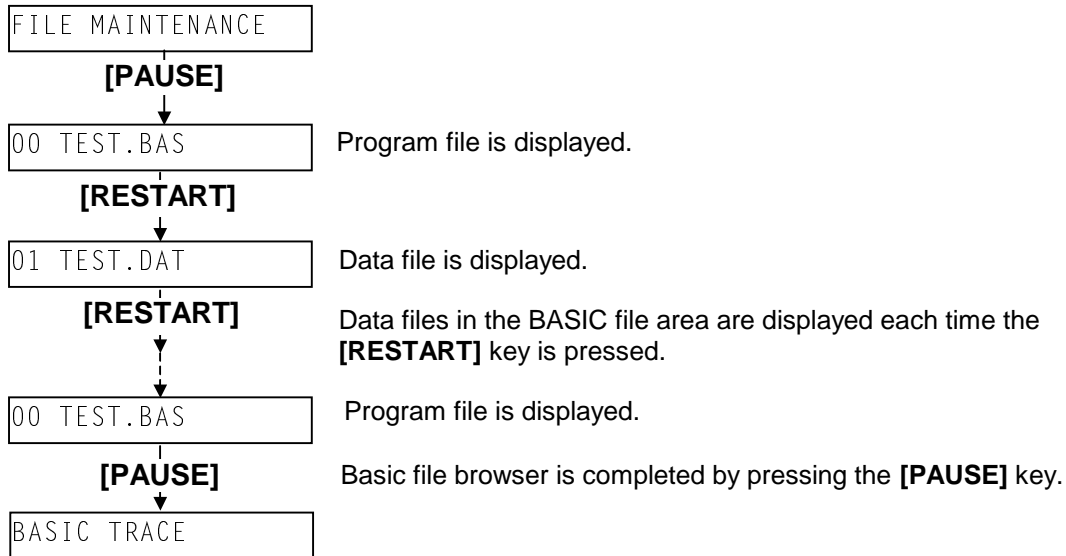 FILE MAINTENANCE
[PAUSE]
00 TEST.BAS
Program file is displayed.
[RESTART]
01 TEST.DAT
Data file is displayed.
[RESTART]
Data files in the BASIC file area are displayed each time the
[RESTART] key is pressed.
00 TEST.BAS
Program file is displayed.
[PAUSE]
Basic file browser is completed by pressing the [PAUSE] key.
BASIC TRACE